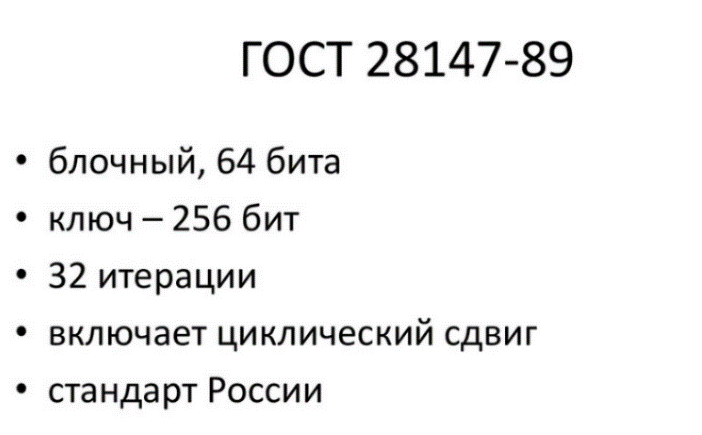 ГОСТ 28147-89
• блочный, 64 бита
• ключ – 256 бит
• 32 итерации
• включает циклический сдвиг
• стандарт России